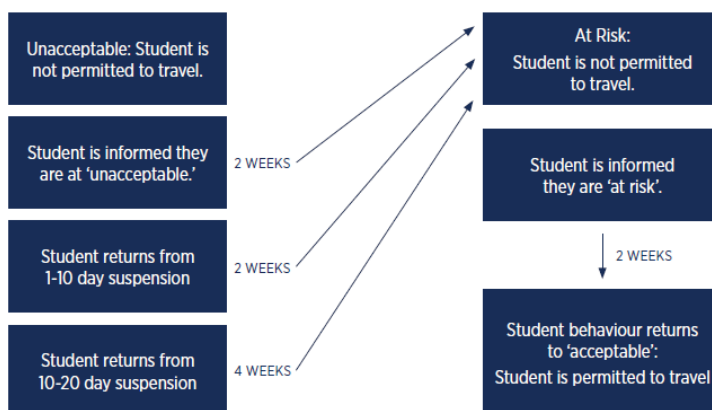 Unacceptable: Student is
not permitted to travel.
Student is informed they
are at ‘unacceptable.’
2 WEEKS
Student returns from
1-10 day suspension
2 WEEKS
Student returns from
10-20 day suspension
4 WEEKS
At Risk:
Student is not permitted
to travel.
Student is informed
they are ‘at risk’.
2 WEEKS
Student behaviour returns
to ‘acceptable’:
Student is permitted to travel